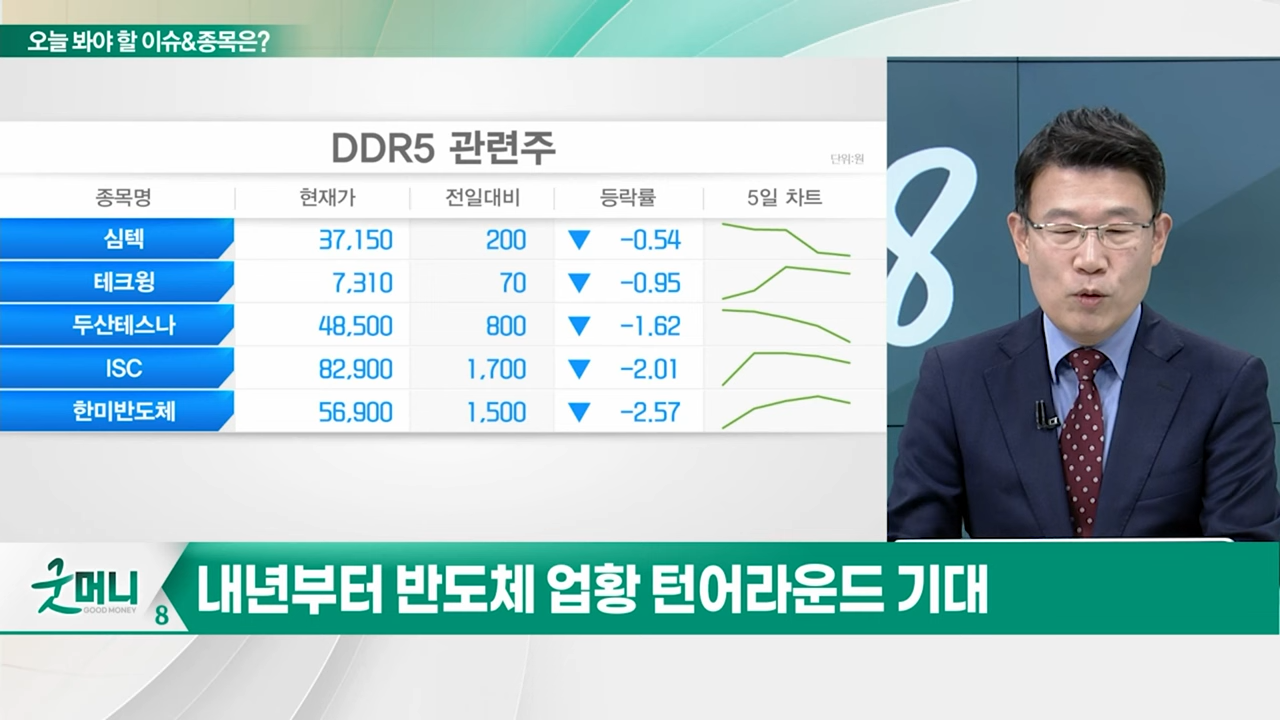 오늘 봐야 할 이슈&종목은?
DDR5 관련주
단위:원
종목명 현재가 전일대비 등락률 5일 차트
심텍 37,150 200 ▼ -0.54
테크윙 7,310 70 ▼ -0.95
두산테스나 48,500 800 ▼ -1.62
ISC 82,900 1,700 ▼ -2.01
한미반도체 56,900 1,500 ▼ -2.57
8
굿머니
GOOD MONEY
8
내년부터 반도체 업황 턴어라운드 기대